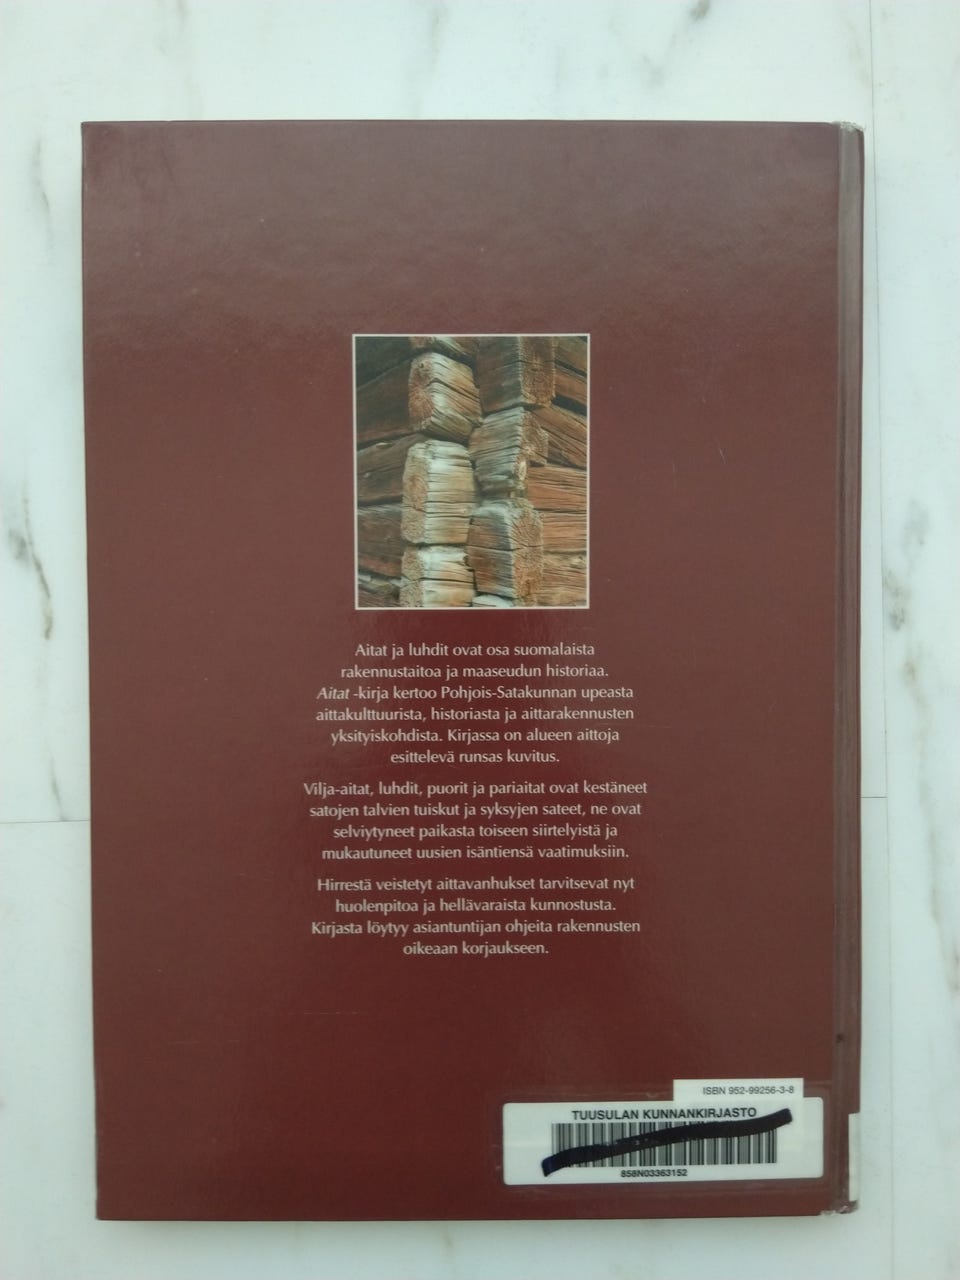 Aitat ja luhdit ovat osa suomalaista
rakennustaitoa ja maaseudun historiaa.
Aitat -kirja kertoo Pohjois-Satakunnan upeasta
aittakulttuurista, historiasta ja aittarakennusten
yksityiskohdista. Kirjassa on alueen aittoja
esittelevä runsas kuvitus.
Vilja-aitat, luhdit, puorit ja pariaitat ovat kestäneet
satojen talvien tuiskut ja syksyjen sateet, ne ovat
selviytyneet paikasta toiseen siirtelyistä ja
mukautuneet uusien isäntiensä vaatimuksiin.
Hirrestä veistetyt aittavanhukset tarvitsevat nyt
huolenpitoa ja hellävaraista kunnostusta.
Kirjasta löytyy asiantuntijan ohjeita rakennusten
oikeaan korjaukseen.
ISBN 952-99256-3-8
TUUSULAN KUNNANKIRJASTO
858N03363152